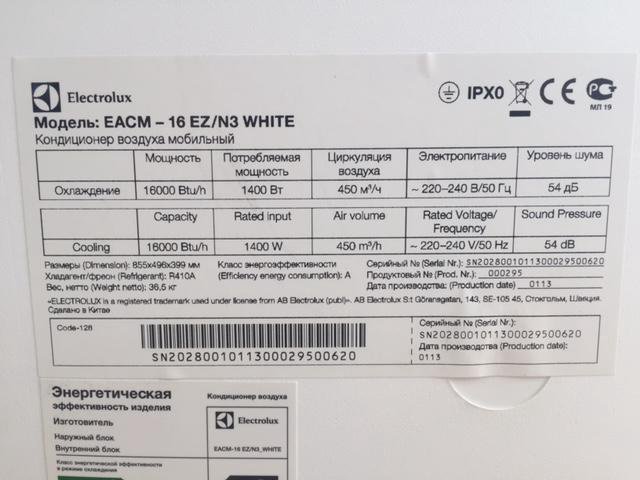 Electrolux
IPX0
МЛ 19
Модель: EACM – 16 EZ/N3 WHITE
Кондиционер воздуха мобильный
Мощность Потребляемая мощность Циркуляция воздуха Электропитание Уровень шума
Охлаждение 16000 Btu/h 1400 Вт 450 м³/ч ~ 220–240 В/50 Гц 54 дБ
Capacity Rated input Air volume Rated Voltage/ Frequency Sound Pressure
Cooling 16000 Btu/h 1400 W 450 m³/h ~ 220–240 V/50 Hz 54 dB
Размеры (Dimension): 855x496x399 мм
Хладагент/фреон (Refrigerant): R410A
Вес, нетто (Weight netto): 36,5 кг
Класс энергоэффективности
(Efficiency energy consumption): A
Серийный № (Serial Nr.): SN2028001011300029500620
Продуктовый № (Prod. Nr.) 000295
Дата производства: (Production date) 0113
«ELECTROLUX is a registered trademark used under license from AB Electrolux (publ)». AB Electrolux S:t Göransgatan, 143, SE-105 45, Стокгольм, Швеция.
Сделано в Китае
Code-128
SN2028001011300029500620
Серийный № (Serial Nr.):
SN2028001011300029500620
Дата производства (Production date):
0113
Энергетическая
эффективность изделия
Изготовитель
Наружный блок
Внутренний блок
Класс энергетической эффективности
в режиме охлаждения
Кондиционер воздуха
Electrolux
EACM-16 EZ/N3_WHITE